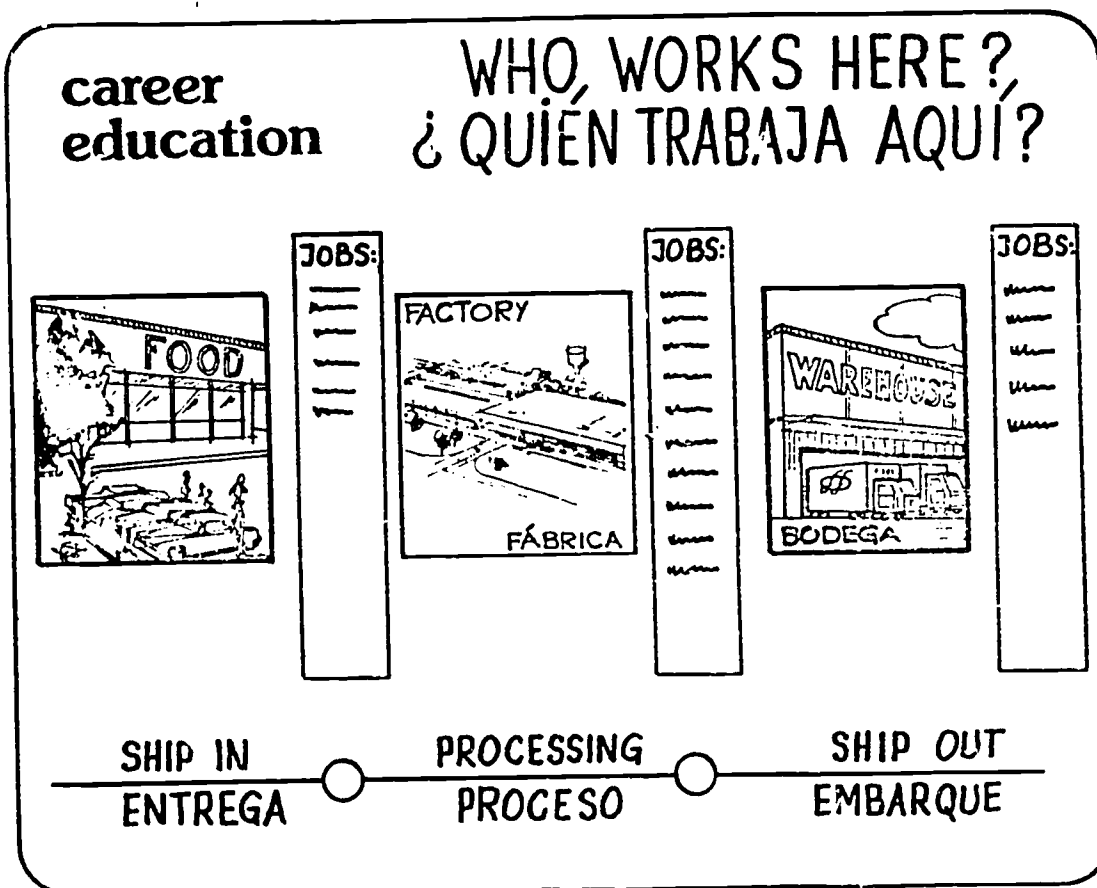 career
education
WHO WORKS HERE?
¿QUIÉN TRABAJA AQUÍ?
JOBS:
JOBS:
JOBS:
FOOD
FACTORY
FÁBRICA
WAREHOUSE
BODEGA
SHIP IN
PROCESSING
SHIP OUT
ENTREGA
PROCESO
EMBARQUE